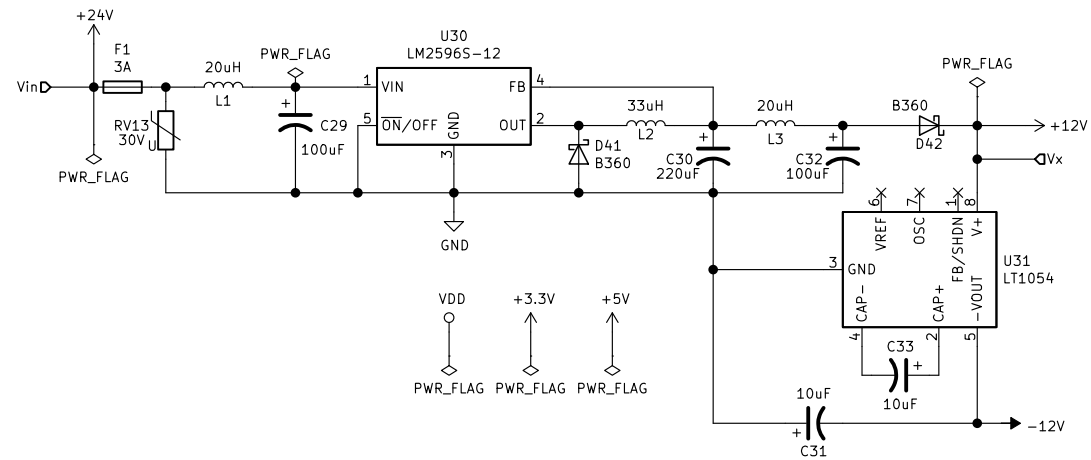 +24V
F1
3A
Vin
PWR_FLAG
RV13
30V
U
20uH
L1
PWR_FLAG
+
C29
100uF
U30
LM2596S-12
1
VIN
5
ON/OFF
GND
3
FB
4
OUT
2
GND
D41
B360
33uH
L2
+
C30
220uF
20uH
L3
+
C32
100uF
B360
D42
PWR_FLAG
+12V
Vx
6
7
1
8
VREF
OSC
FB/SHDN
V+
U31
LT1054
3
GND
CAP-
CAP+
-VOUT
4
2
5
C33
+
10uF
10uF
+
C31
-12V
VDD
PWR_FLAG
+3.3V
PWR_FLAG
+5V
PWR_FLAG